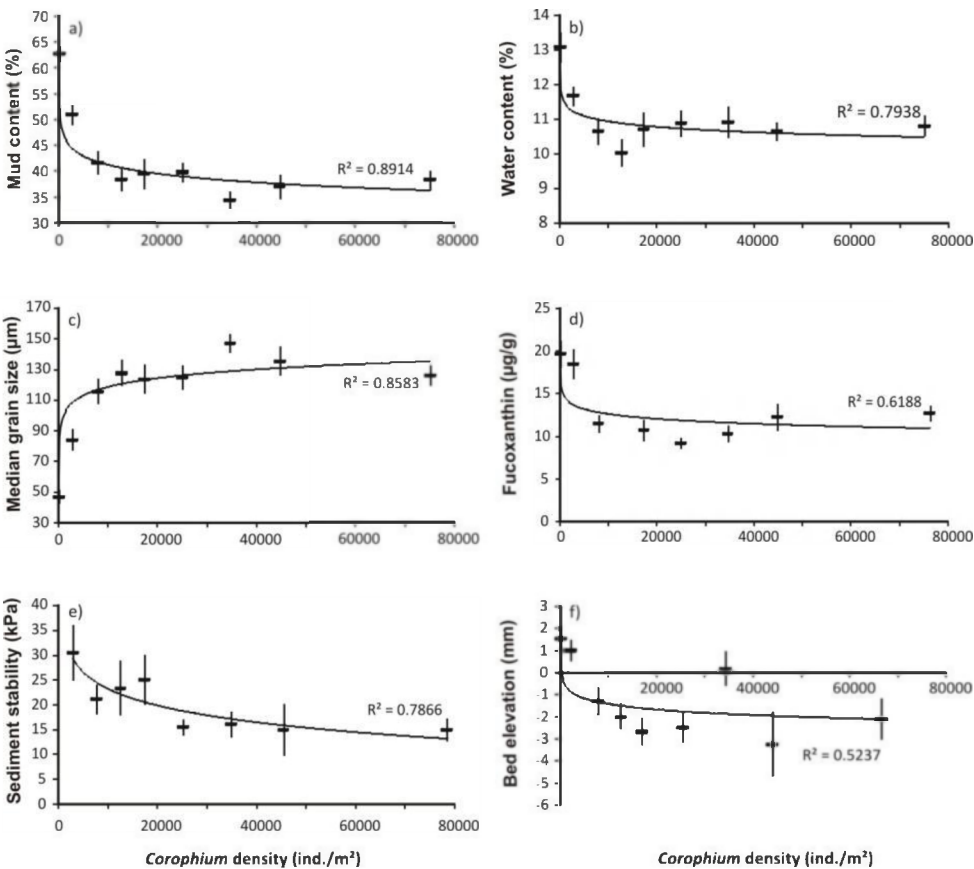 a)
Mud content (%)
70
65
60
55
50
45
40
35
30
R² = 0.8914
0 20000 40000 60000 80000
b)
Water content (%)
14
13
12
11
10
9
8
R² = 0.7938
0 20000 40000 60000 80000
c)
Median grain size (µm)
170
150
130
110
90
70
50
30
R² = 0.8583
0 20000 40000 60000 80000
d)
Fucoxanthin (µg/g)
25
20
15
10
5
0
R² = 0.6188
0 20000 40000 60000 80000
e)
Sediment stability (kPa)
40
35
30
25
20
15
10
5
0
R² = 0.7866
0 20000 40000 60000 80000
Corophium density (ind./m²)
f)
Bed elevation (mm)
3
2
1
0
-1
-2
-3
-4
-5
-6
20000 40000 60000 80000
R² = 0.5237
Corophium density (ind./m²)